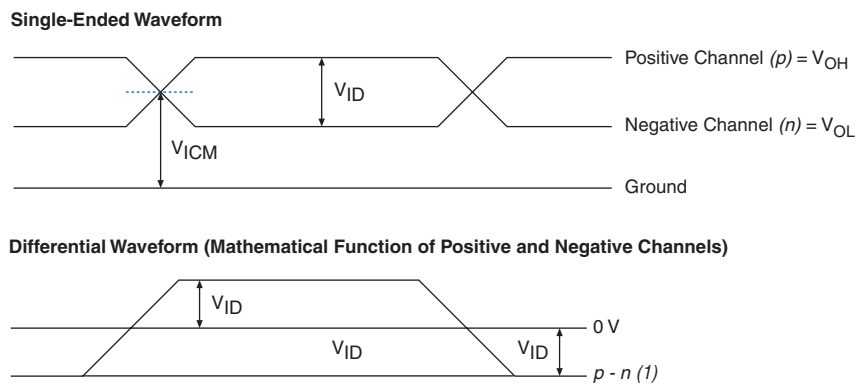 Single-Ended Waveform
Positive Channel (p) = VOH
VID
Negative Channel (n) = VOL
VICM
Ground
Differential Waveform (Mathematical Function of Positive and Negative Channels)
VID
0 V
VID
VID
p - n (1)